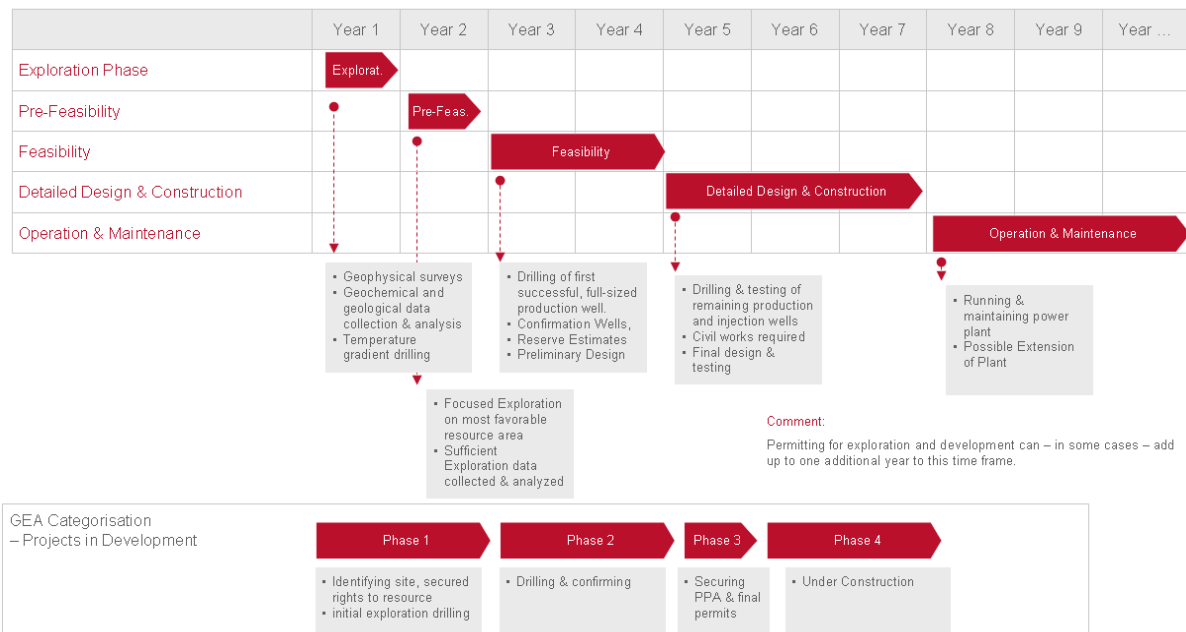 Year 1 Year 2 Year 3 Year 4 Year 5 Year 6 Year 7 Year 8 Year 9 Year ...
Exploration Phase
Explorat.
Pre-Feasibility
Pre-Feas.
Feasibility
Feasibility
Detailed Design & Construction
Detailed Design & Construction
Operation & Maintenance
Operation & Maintenance
▪ Geophysical surveys
▪ Geochemical and
geological data
collection & analysis
▪ Temperature
gradient drilling
▪ Focused Exploration
on most favorable
resource area
▪ Sufficient
Exploration data
collected & analyzed
▪ Drilling of first
successful, full-sized
production well.
▪ Confirmation Wells,
▪ Reserve Estimates
▪ Preliminary Design
▪ Drilling & testing of
remaining production
and injection wells
▪ Civil works required
▪ Final design &
testing
▪ Running &
maintaining power
plant
▪ Possible Extension
of Plant
Comment:
Permitting for exploration and development can – in some cases – add
up to one additional year to this time frame.
GEA Categorisation
– Projects in Development
Phase 1
▪ Identifying site, secured
rights to resource
▪ initial exploration drilling
Phase 2
▪ Drilling & confirming
Phase 3
▪ Securing
PPA & final
permits
Phase 4
▪ Under Construction